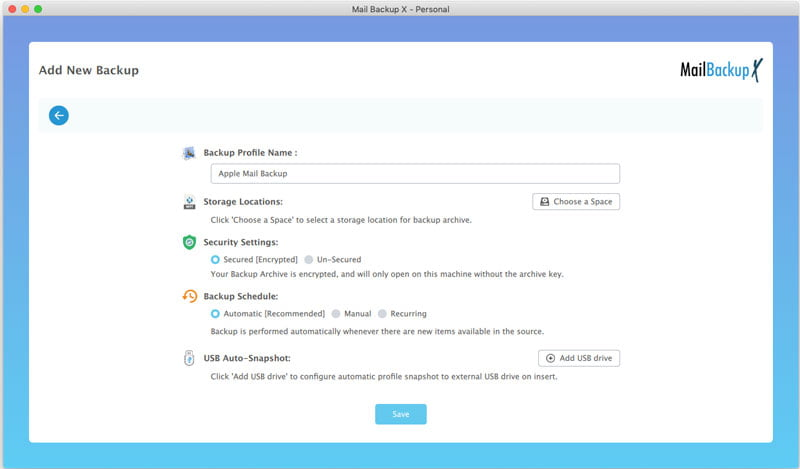 Mail Backup X - Personal
Add New Backup
MailBackup X
Backup Profile Name :
Apple Mail Backup
Storage Locations:
Choose a Space
Click 'Choose a Space' to select a storage location for backup archive.
Security Settings:
Secured [Encrypted] Un-Secured
Your Backup Archive is encrypted, and will only open on this machine without the archive key.
Backup Schedule:
Automatic [Recommended] Manual Recurring
Backup is performed automatically whenever there are new items available in the source.
USB Auto-Snapshot:
Add USB drive
Click 'Add USB drive' to configure automatic profile snapshot to external USB drive on insert.
Save